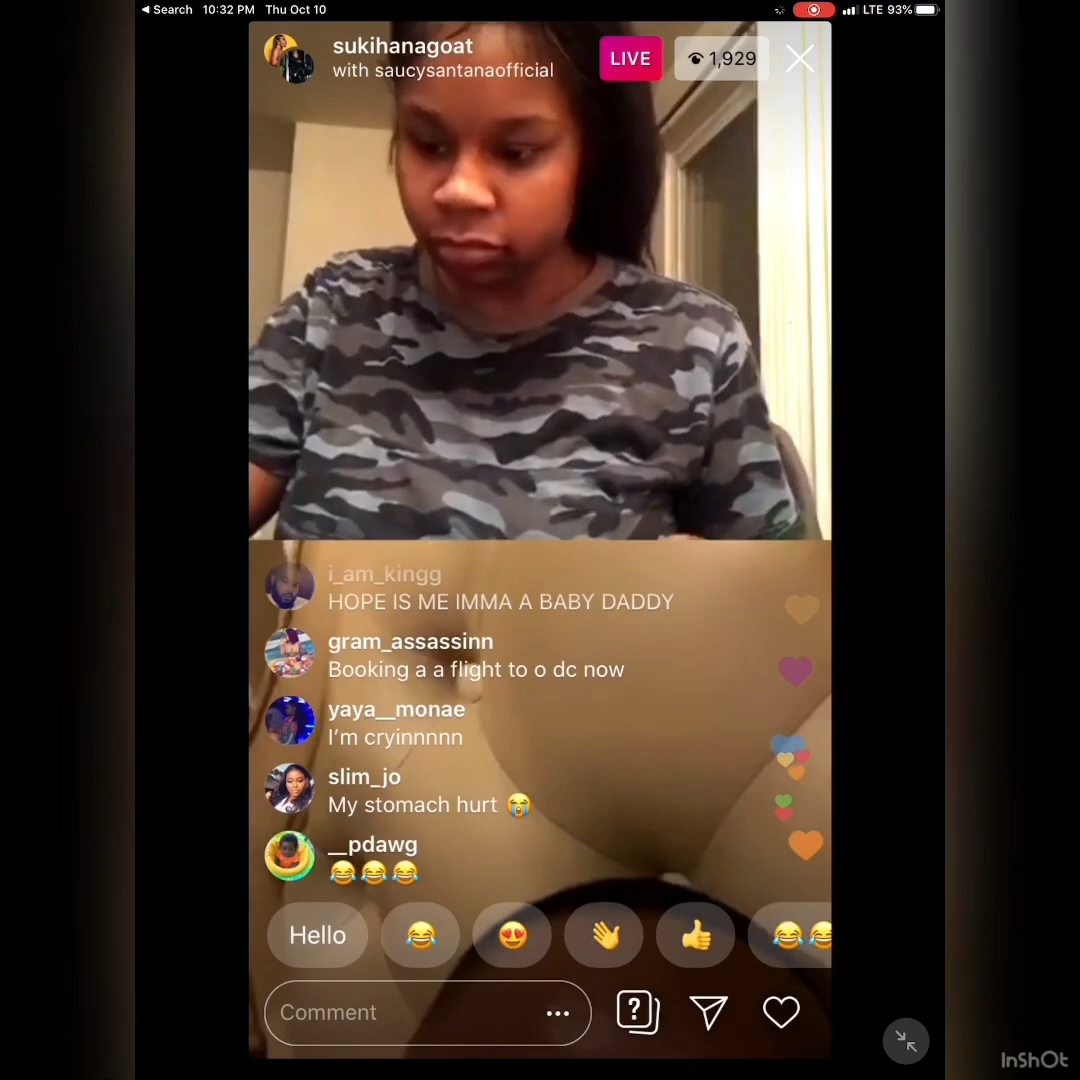 Search 10:32 PM Thu Oct 10 LTE 93%
sukihanagoat
with saucysantanaofficial
LIVE
1,929
i_am_kingg
HOPE IS ME IMMA A BABY DADDY
gram_assassinn
Booking a a flight to o dc now
yaya__monae
I'm cryinnnnn
slim_jo
My stomach hurt 😭
__pdawg
😂😂😂
Hello 😂 😍 👋 👍 😂😂
Comment
InShOt